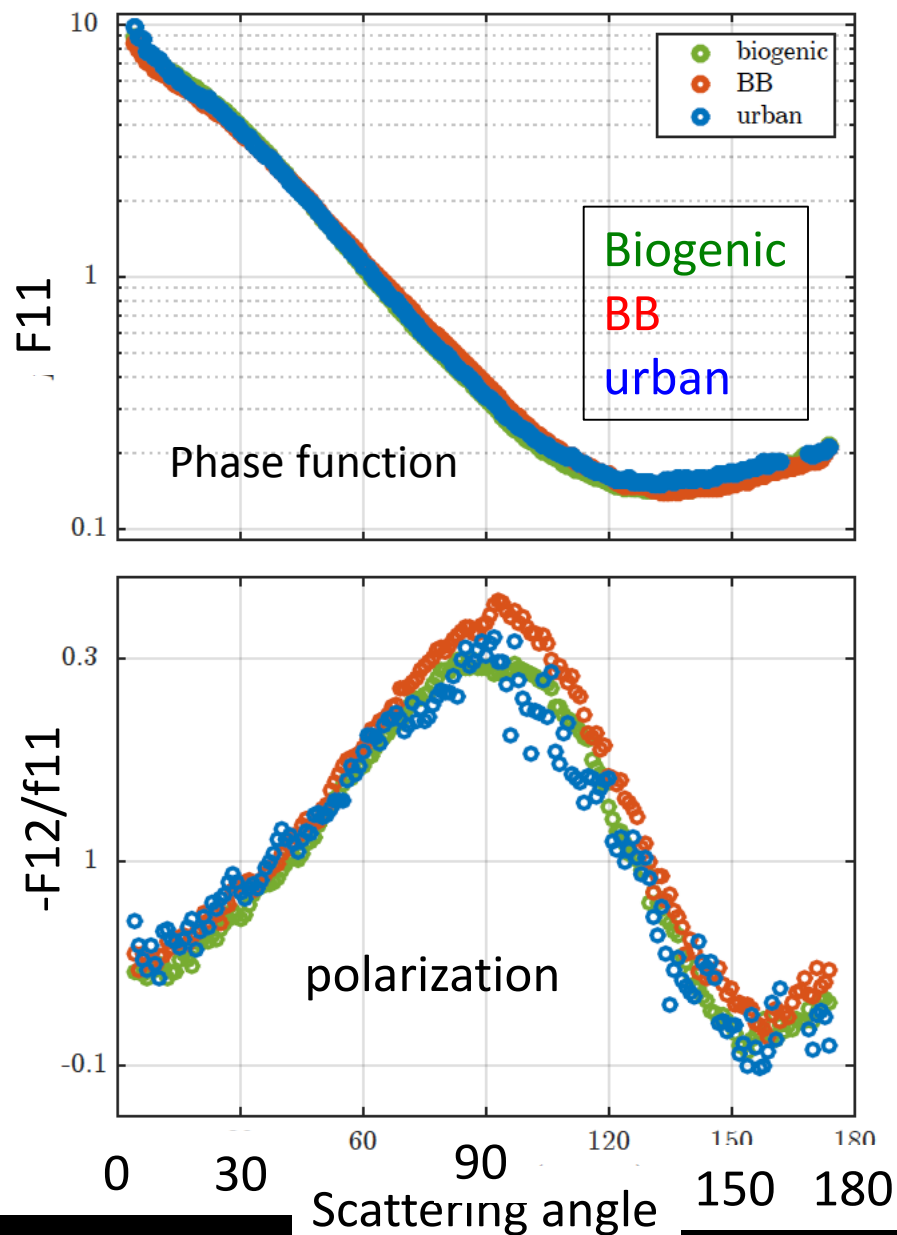 10
biogenic
BB
urban
Biogenic
1
BB
F11
urban
Phase function
0.1
0.3
-F12/f11
1
polarization
-0.1
60
120
150
180
0
30
90
150
180
Scattering angle